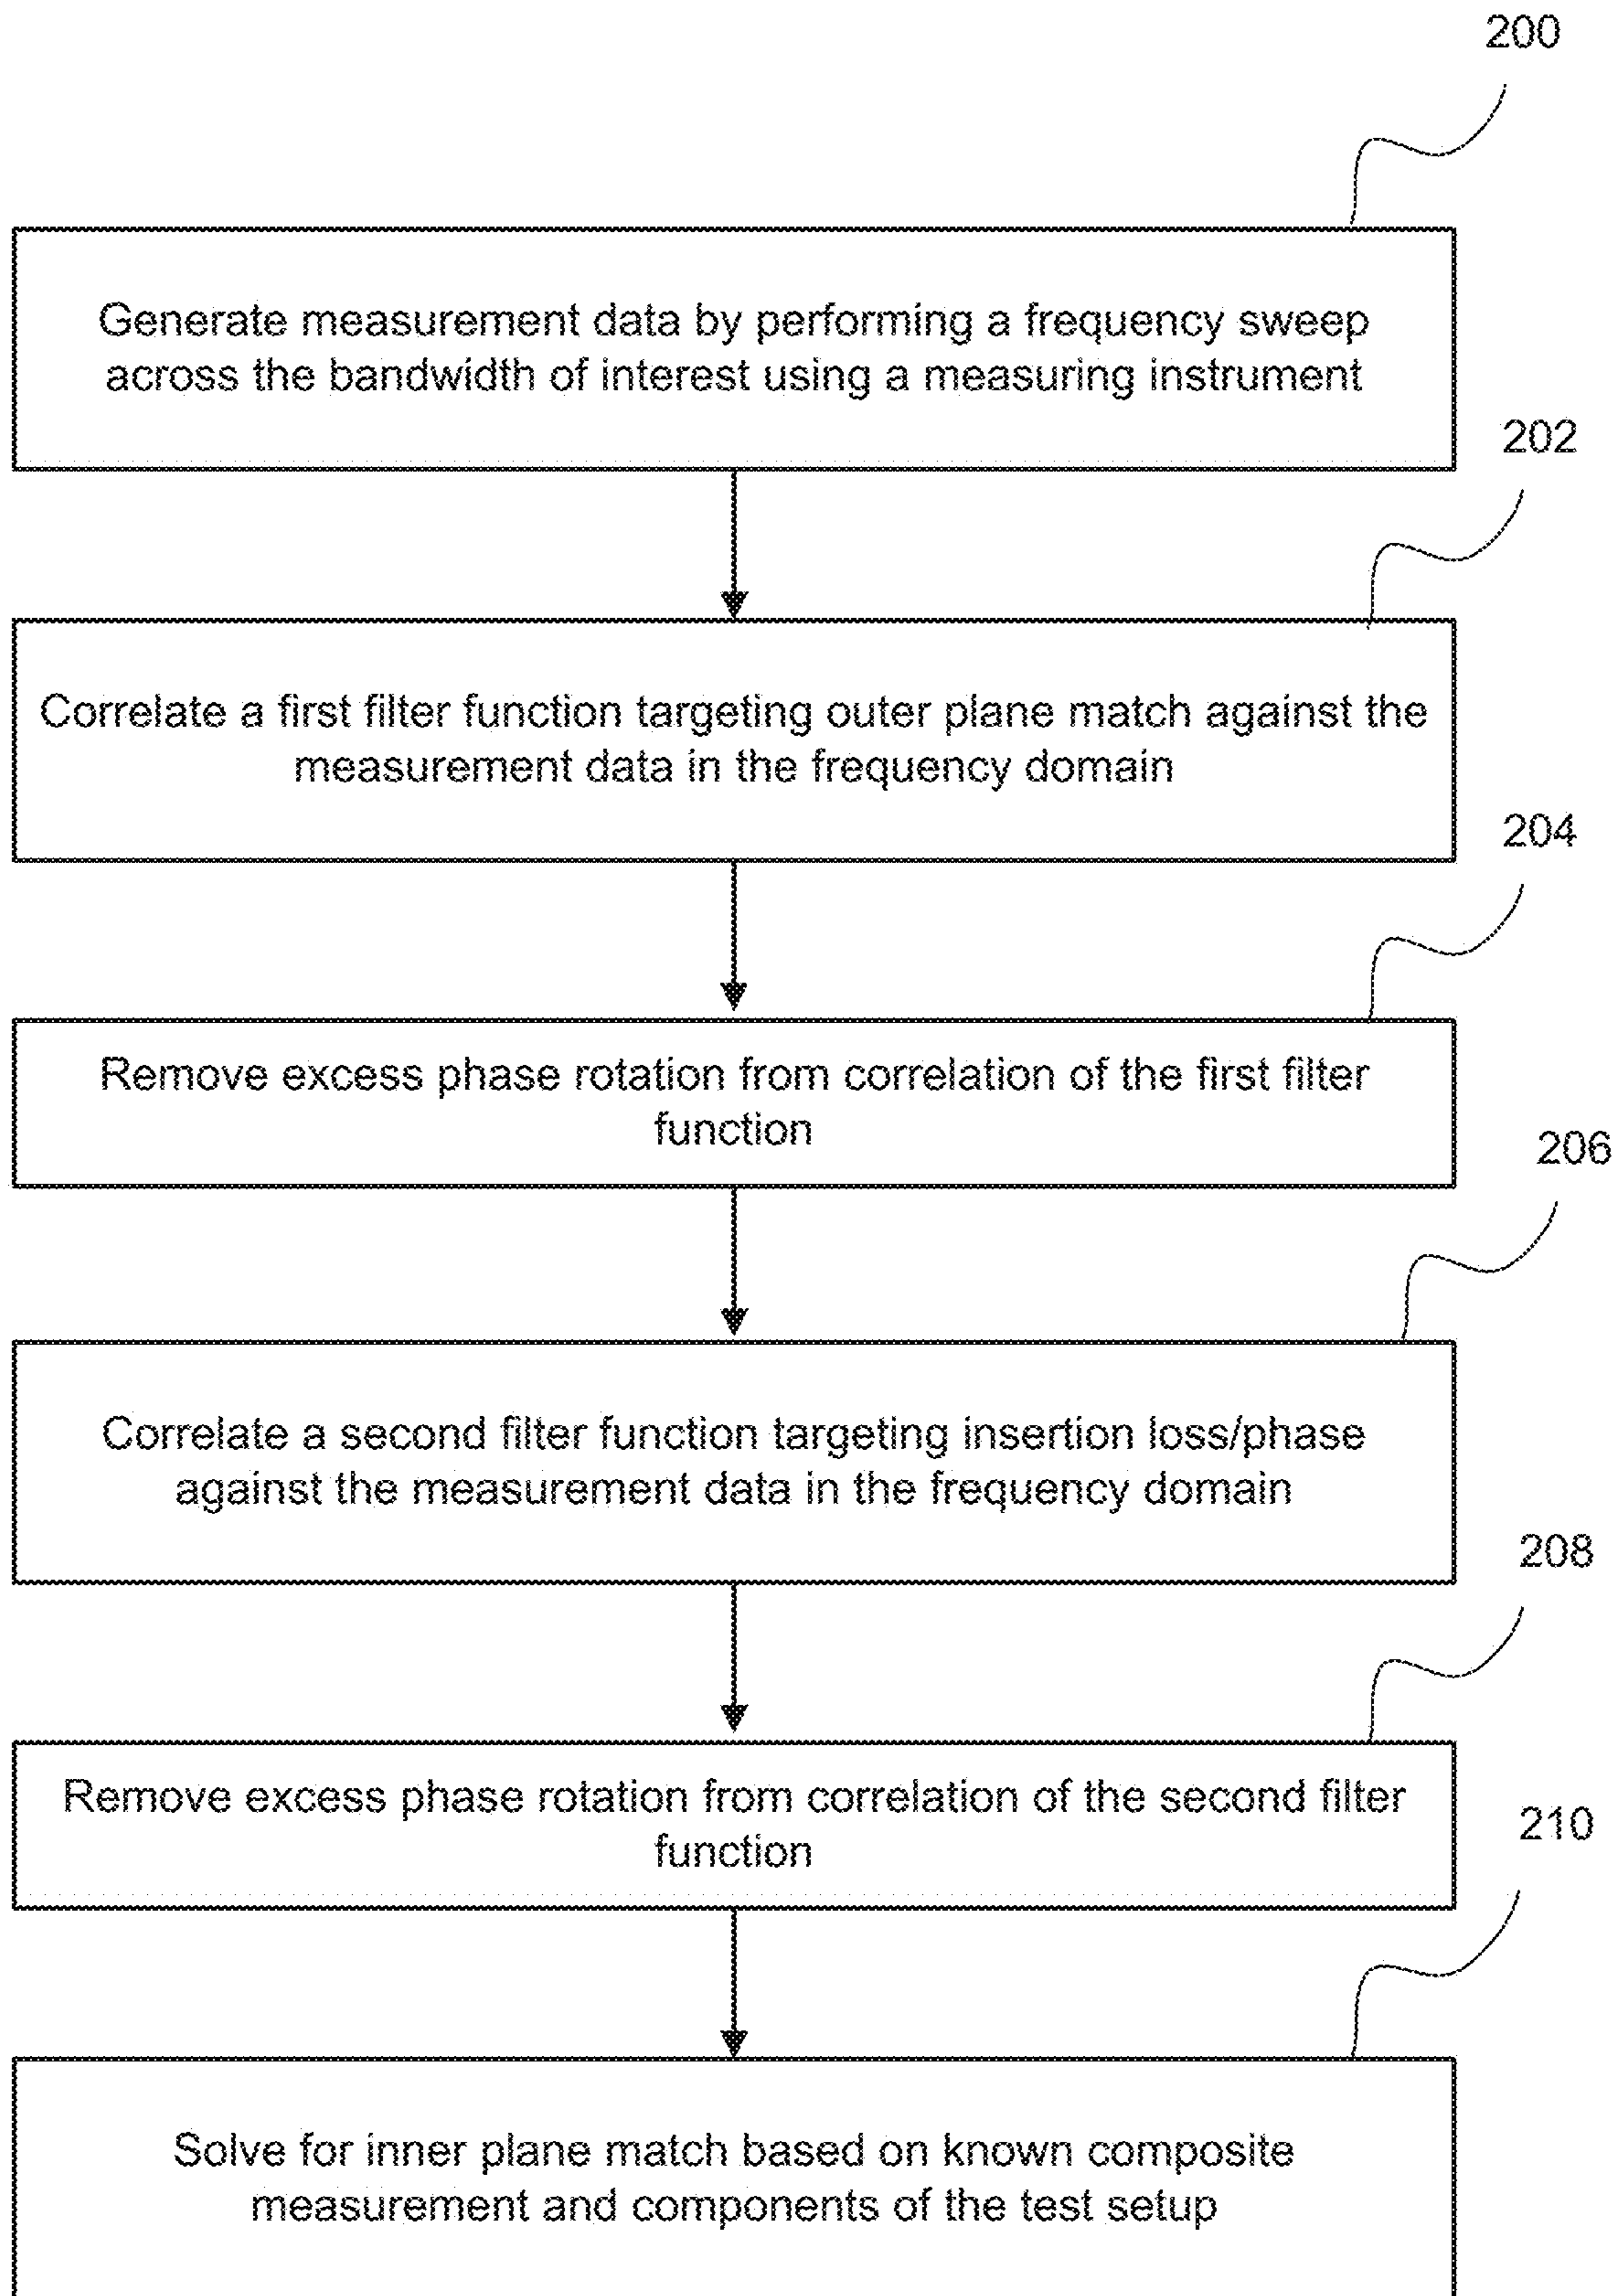 200
Generate measurement data by performing a frequency sweep
across the bandwidth of interest using a measuring instrument
202
Correlate a first filter function targeting outer plane match against the
measurement data in the frequency domain
204
Remove excess phase rotation from correlation of the first filter
function
206
Correlate a second filter function targeting insertion loss/phase
against the measurement data in the frequency domain
208
Remove excess phase rotation from correlation of the second filter
function
210
Solve for inner plane match based on known composite
measurement and components of the test setup